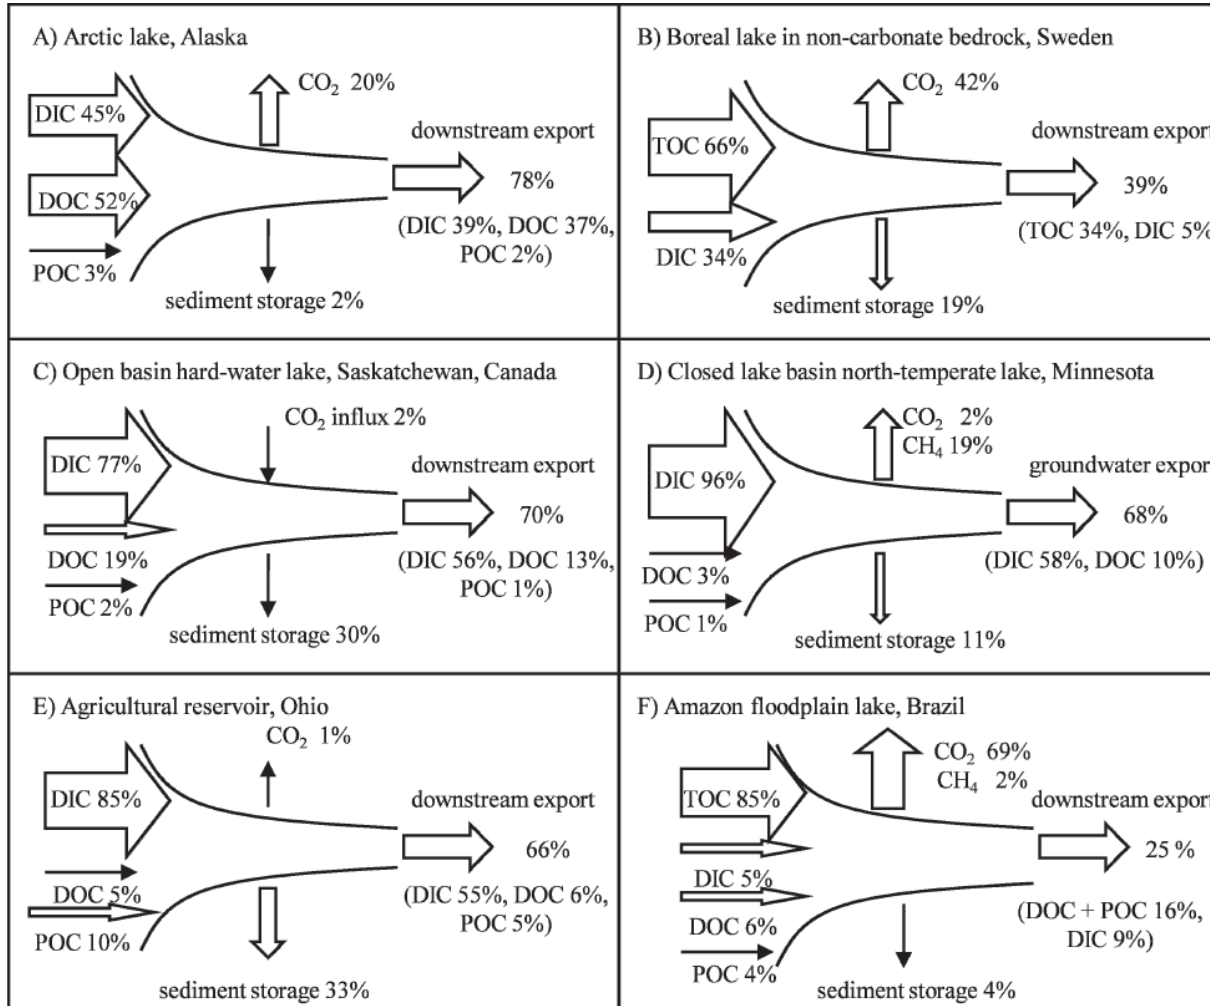 A) Arctic lake, Alaska
CO₂ 20%
DIC 45%
downstream export
DOC 52%
78%
(DIC 39%, DOC 37%,
POC 2%)
POC 3%
sediment storage 2%
B) Boreal lake in non-carbonate bedrock, Sweden
CO₂ 42%
downstream export
TOC 66%
39%
(TOC 34%, DIC 5%
DIC 34%
sediment storage 19%
C) Open basin hard-water lake, Saskatchewan, Canada
CO₂ influx 2%
DIC 77%
downstream export
70%
DOC 19%
(DIC 56%, DOC 13%,
POC 1%)
POC 2%
sediment storage 30%
D) Closed lake basin north-temperate lake, Minnesota
CO₂ 2%
CH₄ 19%
DIC 96%
groundwater export
68%
(DIC 58%, DOC 10%)
DOC 3%
POC 1%
sediment storage 11%
E) Agricultural reservoir, Ohio
CO₂ 1%
DIC 85%
downstream export
66%
DOC 5%
(DIC 55%, DOC 6%,
POC 5%)
POC 10%
sediment storage 33%
F) Amazon floodplain lake, Brazil
CO₂ 69%
CH₄ 2%
TOC 85%
downstream export
25 %
DIC 5%
(DOC + POC 16%,
DIC 9%)
DOC 6%
POC 4%
sediment storage 4%